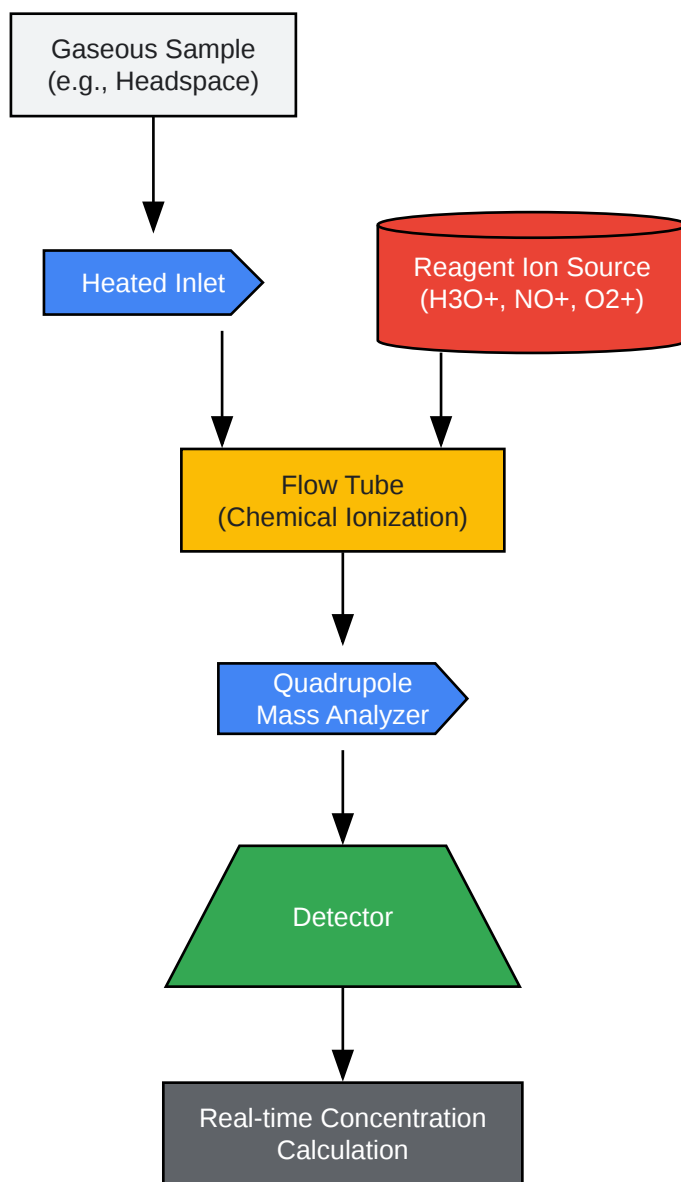 Gaseous Sample
(e.g., Headspace)
Heated Inlet
Reagent Ion Source
(H3O+, NO+, O2+)
Flow Tube
(Chemical Ionization)
Quadrupole
Mass Analyzer
Detector
Real-time Concentration
Calculation